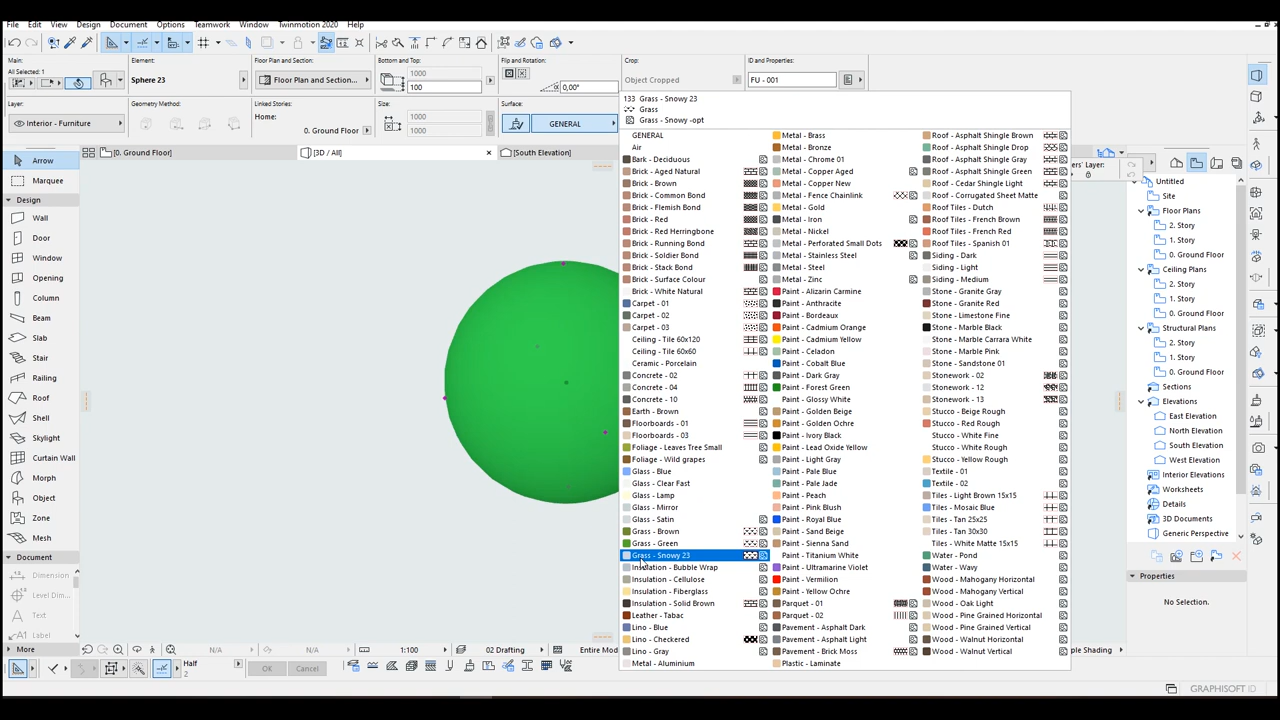 File Edit View Design Document Options Teamwork Window Twinmotion 2020 Help
Main:
All Selected: 1
Element:
Sphere 23
Floor Plan and Section:
Floor Plan and Section...
Bottom and Top:
1000
100
Flip and Rotation:
0,00°
Crop:
Object Cropped
ID and Properties:
FU - 001
Layer:
Interior - Furniture
Geometry Method:
Linked Stories:
Home:
0. Ground Floor
Size:
1000
1000
Surface:
GENERAL
[0. Ground Floor]
[3D / All]
[South Elevation]
133 Grass - Snowy 23
Grass
Grass - Snowy -opt
GENERAL
Air
Bark - Deciduous
Brick - Aged Natural
Brick - Brown
Brick - Common Bond
Brick - Flemish Bond
Brick - Red
Brick - Red Herringbone
Brick - Running Bond
Brick - Soldier Bond
Brick - Stack Bond
Brick - Surface Colour
Brick - White Natural
Carpet - 01
Carpet - 02
Carpet - 03
Ceiling - Tile 60x120
Ceiling - Tile 60x60
Ceramic - Porcelain
Concrete - 02
Concrete - 04
Concrete - 10
Earth - Brown
Floorboards - 01
Floorboards - 03
Foliage - Leaves Tree Small
Foliage - Wild grapes
Glass - Blue
Glass - Clear Fast
Glass - Lamp
Glass - Mirror
Glass - Satin
Grass - Brown
Grass - Green
Grass - Snowy 23
Insulation - Bubble Wrap
Insulation - Cellulose
Insulation - Fiberglass
Insulation - Solid Brown
Leather - Tabac
Lino - Blue
Lino - Checkered
Lino - Gray
Metal - Aluminium
Metal - Brass
Metal - Bronze
Metal - Chrome 01
Metal - Copper Aged
Metal - Copper New
Metal - Fence Chainlink
Metal - Gold
Metal - Iron
Metal - Nickel
Metal - Perforated Small Dots
Metal - Stainless Steel
Metal - Steel
Metal - Zinc
Paint - Alizarin Carmine
Paint - Anthracite
Paint - Bordeaux
Paint - Cadmium Orange
Paint - Cadmium Yellow
Paint - Celadon
Paint - Cobalt Blue
Paint - Dark Gray
Paint - Forest Green
Paint - Glossy White
Paint - Golden Beige
Paint - Golden Ochre
Paint - Ivory Black
Paint - Lead Oxide Yellow
Paint - Light Gray
Paint - Pale Blue
Paint - Pale Jade
Paint - Peach
Paint - Pink Blush
Paint - Royal Blue
Paint - Sand Beige
Paint - Sienna Sand
Paint - Titanium White
Paint - Ultramarine Violet
Paint - Vermilion
Paint - Yellow Ochre
Parquet - 01
Parquet - 02
Pavement - Asphalt Dark
Pavement - Asphalt Light
Pavement - Brick Moss
Plastic - Laminate
Roof - Asphalt Shingle Brown
Roof - Asphalt Shingle Drop
Roof - Asphalt Shingle Gray
Roof - Asphalt Shingle Green
Roof - Cedar Shingle Light
Roof - Corrugated Sheet Matte
Roof Tiles - Dutch
Roof Tiles - French Brown
Roof Tiles - French Red
Roof Tiles - Spanish 01
Siding - Dark
Siding - Light
Siding - Medium
Stone - Granite Gray
Stone - Granite Red
Stone - Limestone Fine
Stone - Marble Black
Stone - Marble Carrara White
Stone - Marble Pink
Stone - Sandstone 01
Stonework - 02
Stonework - 12
Stonework - 13
Stucco - Beige Rough
Stucco - Red Rough
Stucco - White Fine
Stucco - White Rough
Stucco - Yellow Rough
Textile - 01
Textile - 02
Tiles - Light Brown 15x15
Tiles - Mosaic Blue
Tiles - Tan 25x25
Tiles - Tan 30x30
Tiles - White Matte 15x15
Water - Pond
Water - Wavy
Wood - Mahogany Horizontal
Wood - Mahogany Vertical
Wood - Oak Light
Wood - Pine Grained Horizontal
Wood - Pine Grained Vertical
Wood - Walnut Horizontal
Wood - Walnut Vertical
Arrow
Marquee
Design
Wall
Door
Window
Opening
Column
Beam
Slab
Stair
Railing
Roof
Shell
Skylight
Curtain Wall
Morph
Object
Zone
Mesh
Document
Dimension
Level Dim...
Text
Label
More
Untitled
Site
Floor Plans
2. Story
1. Story
0. Ground Floor
Ceiling Plans
2. Story
1. Story
0. Ground Floor
Structural Plans
2. Story
1. Story
0. Ground Floor
Sections
Elevations
East Elevation
North Elevation
South Elevation
West Elevation
Interior Elevations
Worksheets
Details
3D Documents
Generic Perspective
Properties
No Selection.
N/A
N/A
1:100
02 Drafting
Entire Mod
Half
2
OK
Cancel
GRAPHISOFT ID